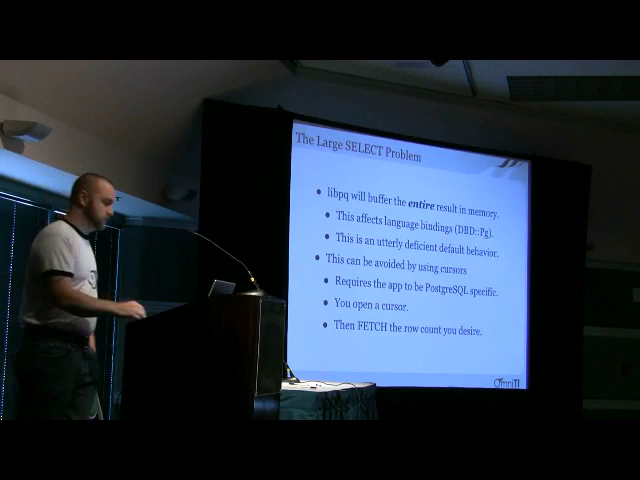 The Large SELECT Problem
• libpq will buffer the entire result in memory.
• This affects language bindings (DBD::Pg).
• This is an utterly deficient default behavior.
• This can be avoided by using cursors
• Requires the app to be PostgreSQL specific.
• You open a cursor.
• Then FETCH the row count you desire.
OmniTI